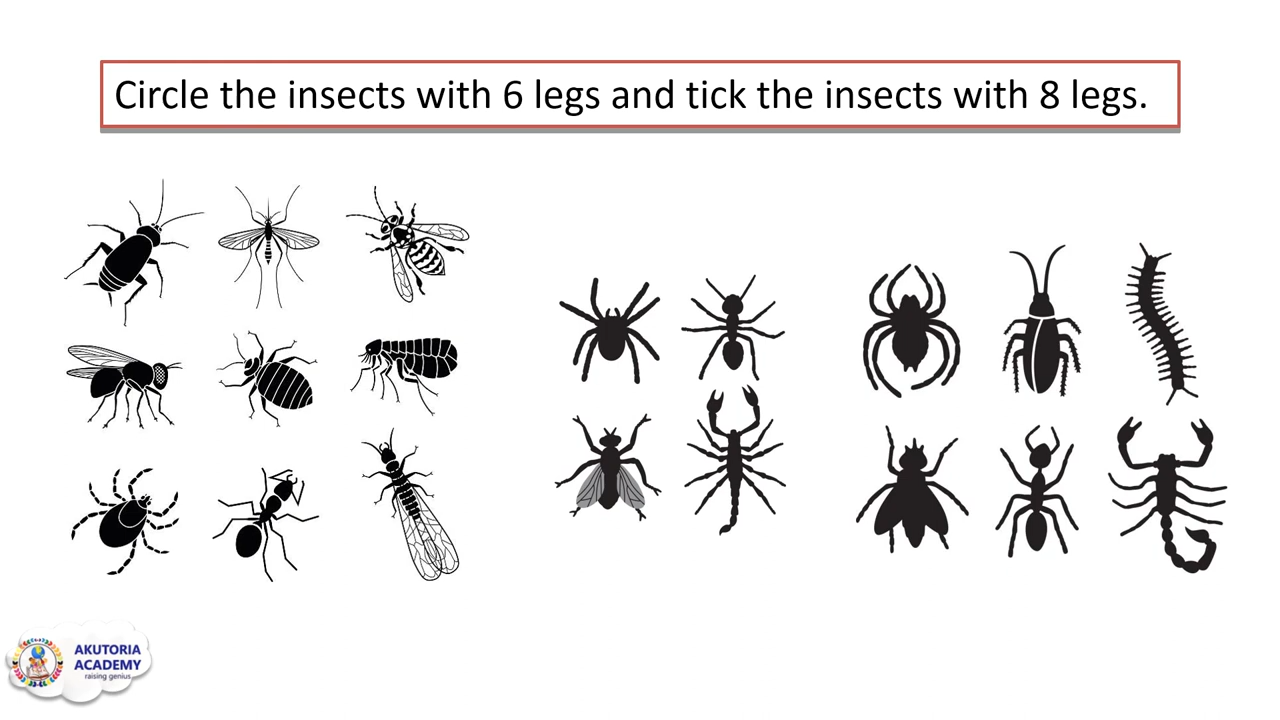 Circle the insects with 6 legs and tick the insects with 8 legs.
AKUTORIA
ACADEMY
raising genius